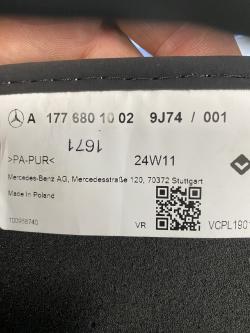 A 177 680 10 02 9J74 / 001
1671
>PA-PUR< 24W11
Mercedes-Benz AG, Mercedesstraße 120, 70372 Stuttgart
Made in Poland
VR VCPL1901